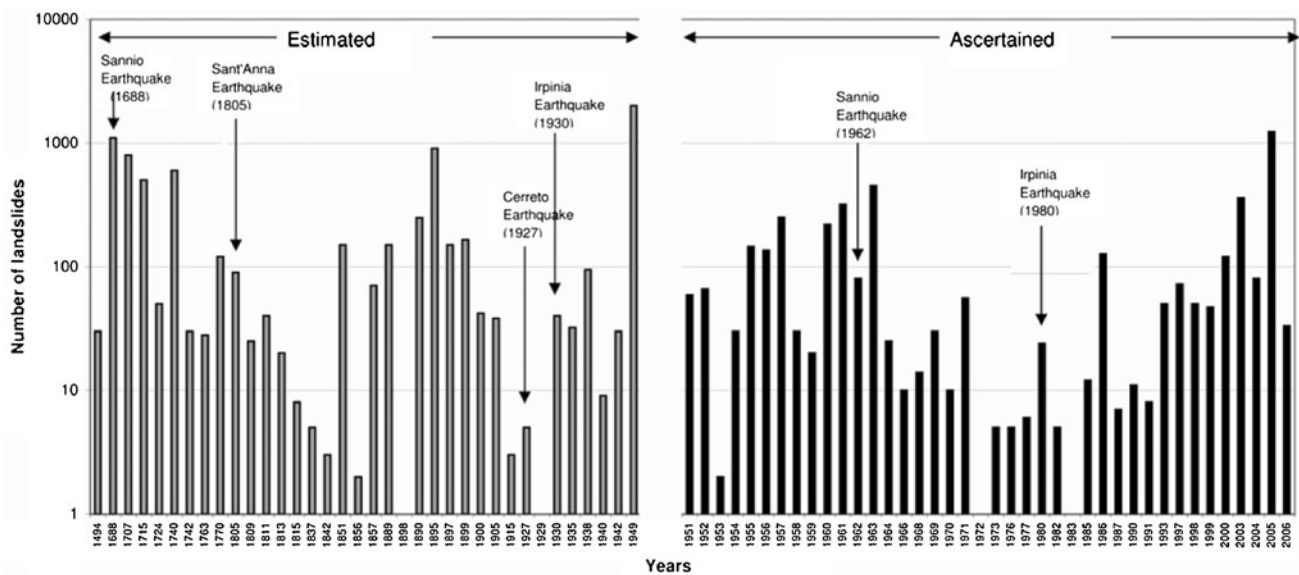 10000
1000
100
10
1
Number of landslides
Estimated
Ascertained
Sannio
Earthquake
(1688)
Sant'Anna
Earthquake
(1805)
Irpinia
Earthquake
(1930)
Cerreto
Earthquake
(1927)
Sannio
Earthquake
(1962)
Irpinia
Earthquake
(1980)
1494 1688 1707 1715 1724 1740 1742 1763 1770 1805 1809 1811 1813 1815 1837 1842 1851 1856 1857 1889 1898 1890 1895 1897 1899 1900 1905 1915 1927 1929 1930 1935 1938 1940 1942 1949
1951 1952 1953 1954 1955 1956 1957 1958 1959 1960 1961 1962 1963 1964 1966 1968 1969 1970 1971 1972 1973 1976 1977 1980 1982 1983 1985 1986 1987 1990 1991 1993 1997 1998 1999 2000 2003 2004 2005 2006
Years